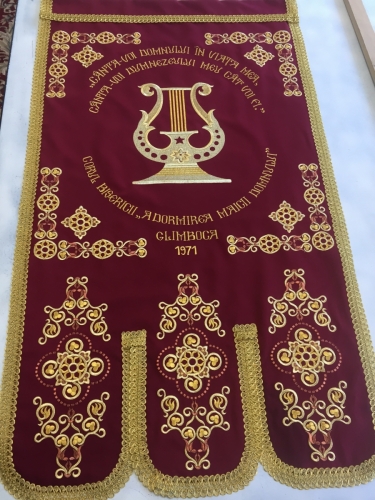 „CÂNTA-VOI DOMNULUI ÎN VIAȚA MEA,
CÂNTA-VOI DUMNEZEULUI MEU CÂT VOI FI."
CORUL BISERICII „ADORMIREA MAICII DOMNULUI"
GLIMBOCA
1971